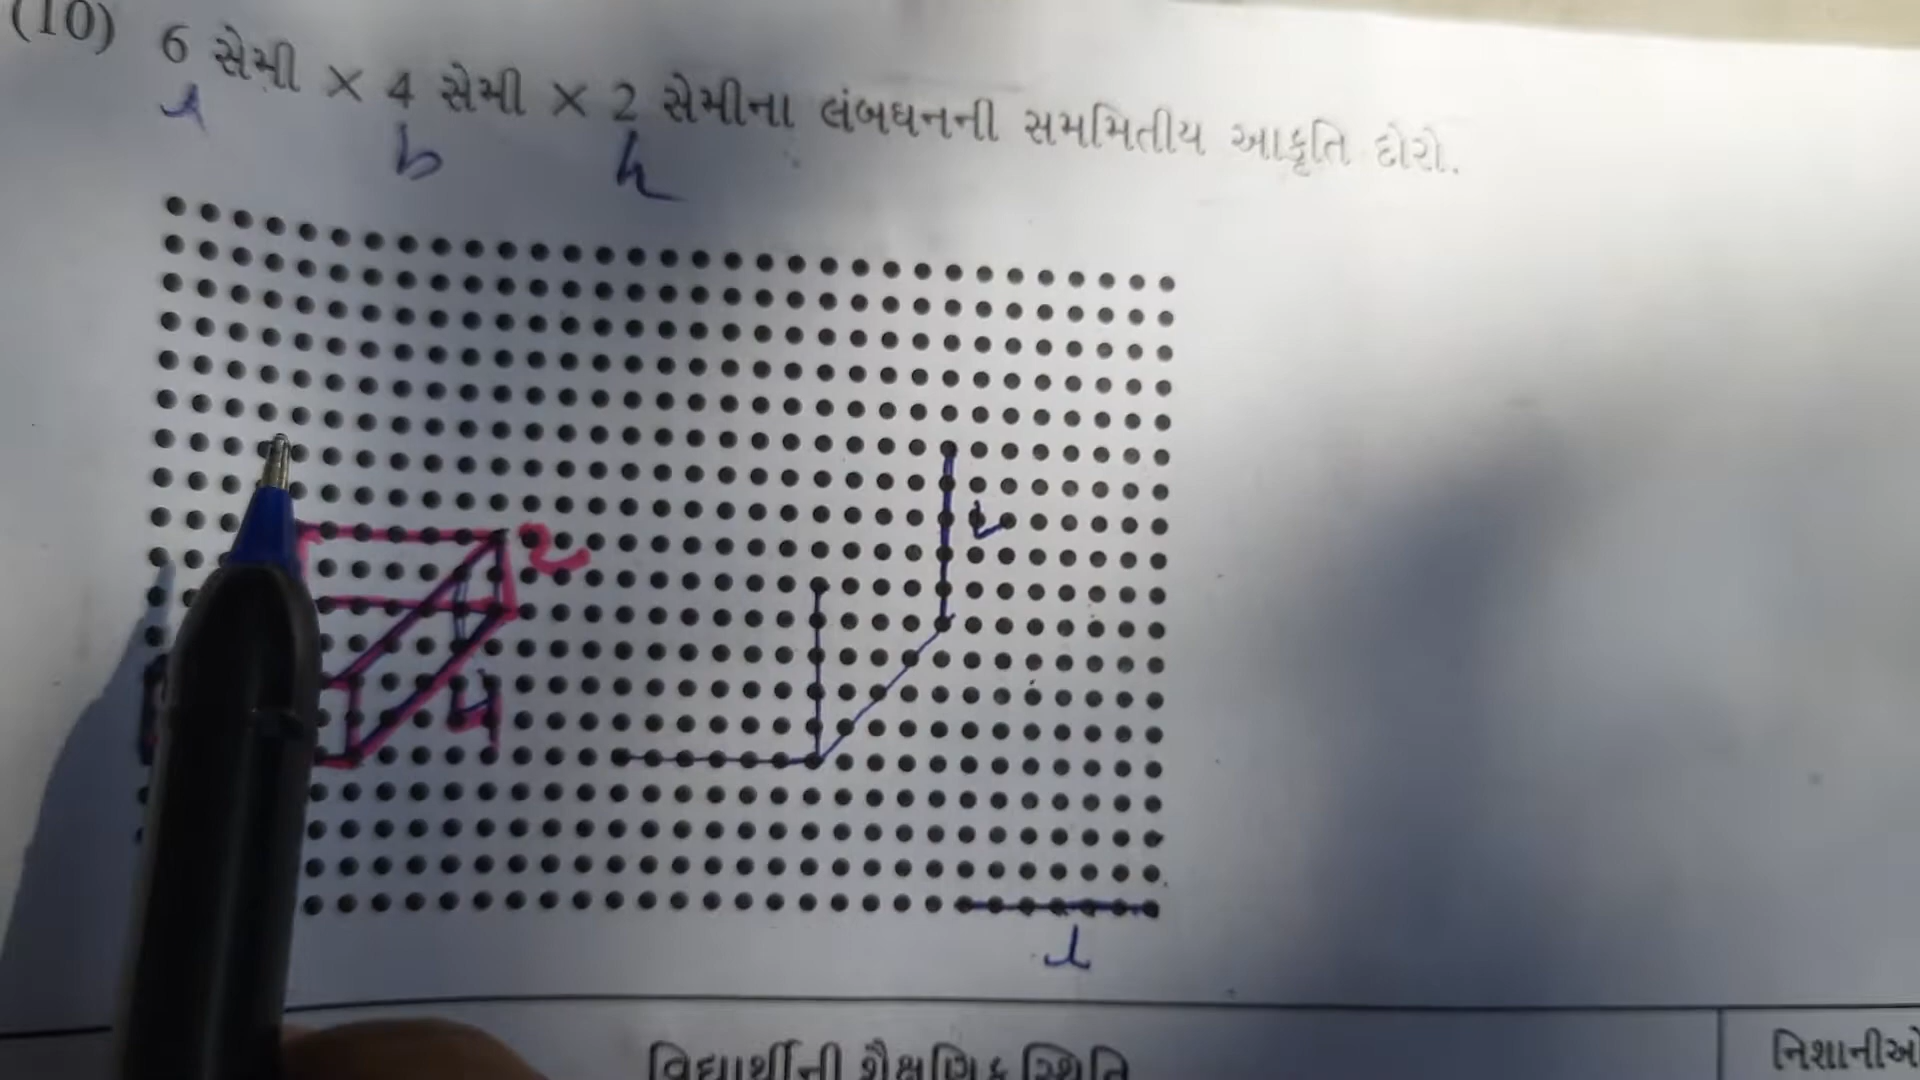 (10) 6 સેમી × 4 સેમી × 2 સેમીના લંબઘનની સમમિતીય આકૃતિ દોરો.
l b h
2
4
l
વિદ્યાર્થીની શૈક્ષણિક સ્થિતિ નિશાનીઓ